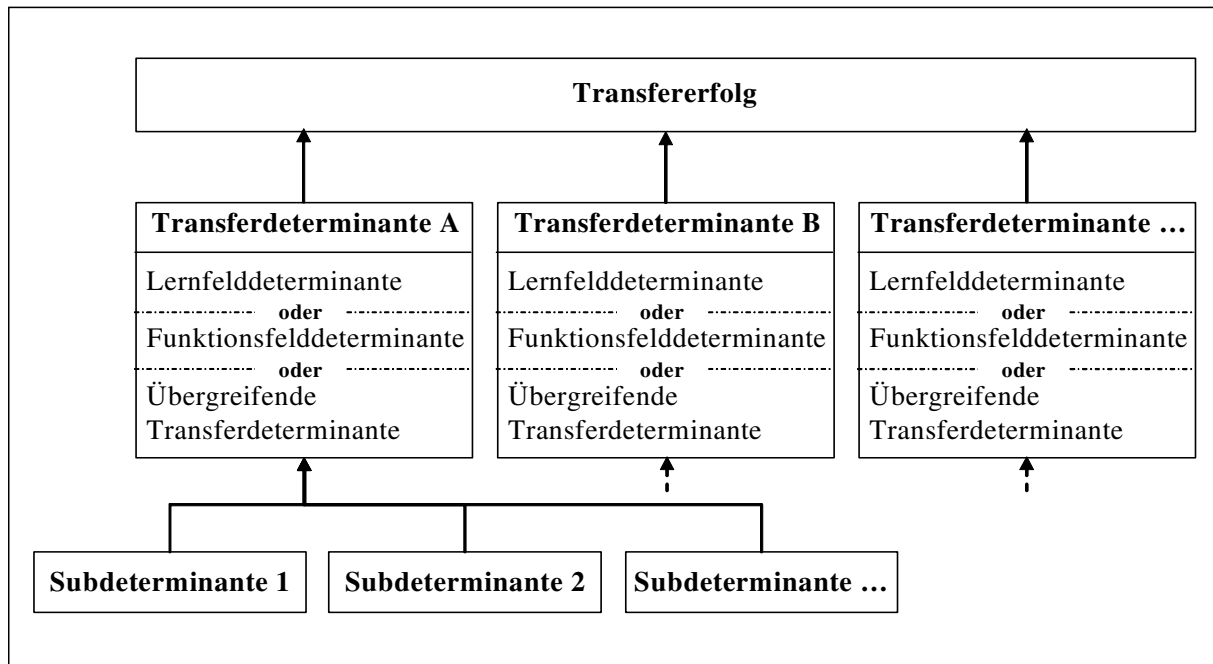 Transfererfolg
Transferdeterminante A
Lernfelddeterminante
oder
Funktionsfelddeterminante
oder
Übergreifende
Transferdeterminante
Transferdeterminante B
Lernfelddeterminante
oder
Funktionsfelddeterminante
oder
Übergreifende
Transferdeterminante
Transferdeterminante …
Lernfelddeterminante
oder
Funktionsfelddeterminante
oder
Übergreifende
Transferdeterminante
Subdeterminante 1
Subdeterminante 2
Subdeterminante …